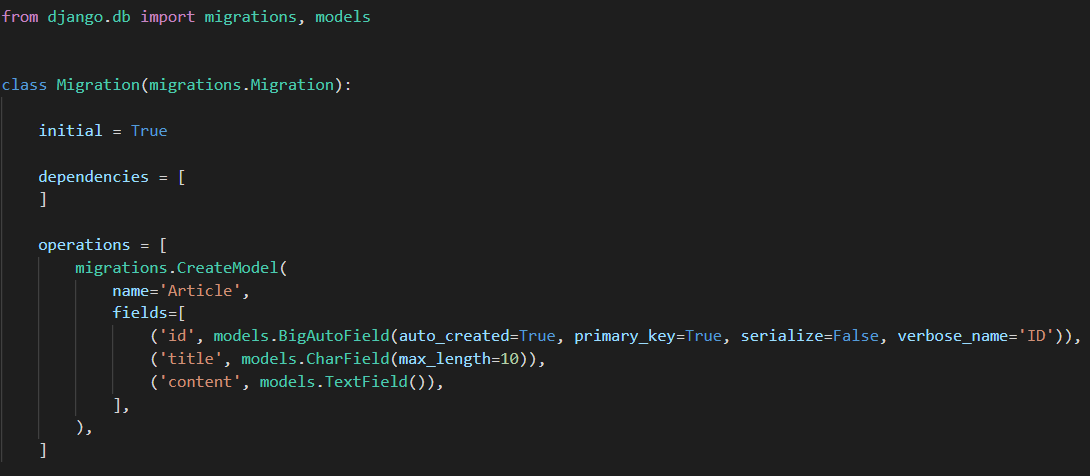 from django.db import migrations, models
class Migration(migrations.Migration):
initial = True
dependencies = [
]
operations = [
migrations.CreateModel(
name='Article',
fields=[
('id', models.BigAutoField(auto_created=True, primary_key=True, serialize=False, verbose_name='ID')),
('title', models.CharField(max_length=10)),
('content', models.TextField()),
],
),
]